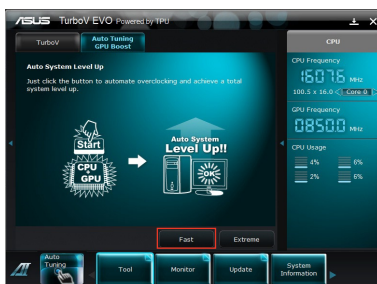 ASUS TurboV EVO Powered by TPU
TurboV
Auto Tuning
GPU Boost
Auto System Level Up
Just click the button to automate overclocking and achieve a total
system level up.
Start
CPU
GPU
Auto System
Level Up!!
OK
Fast
Extreme
CPU
CPU Frequency
1607.6 MHz
100.5 x 16.0 Core 0
GPU Frequency
0850.0 MHz
CPU Usage
4% 6%
2% 6%
Auto
Tuning
Tool
Monitor
Update
System
Information